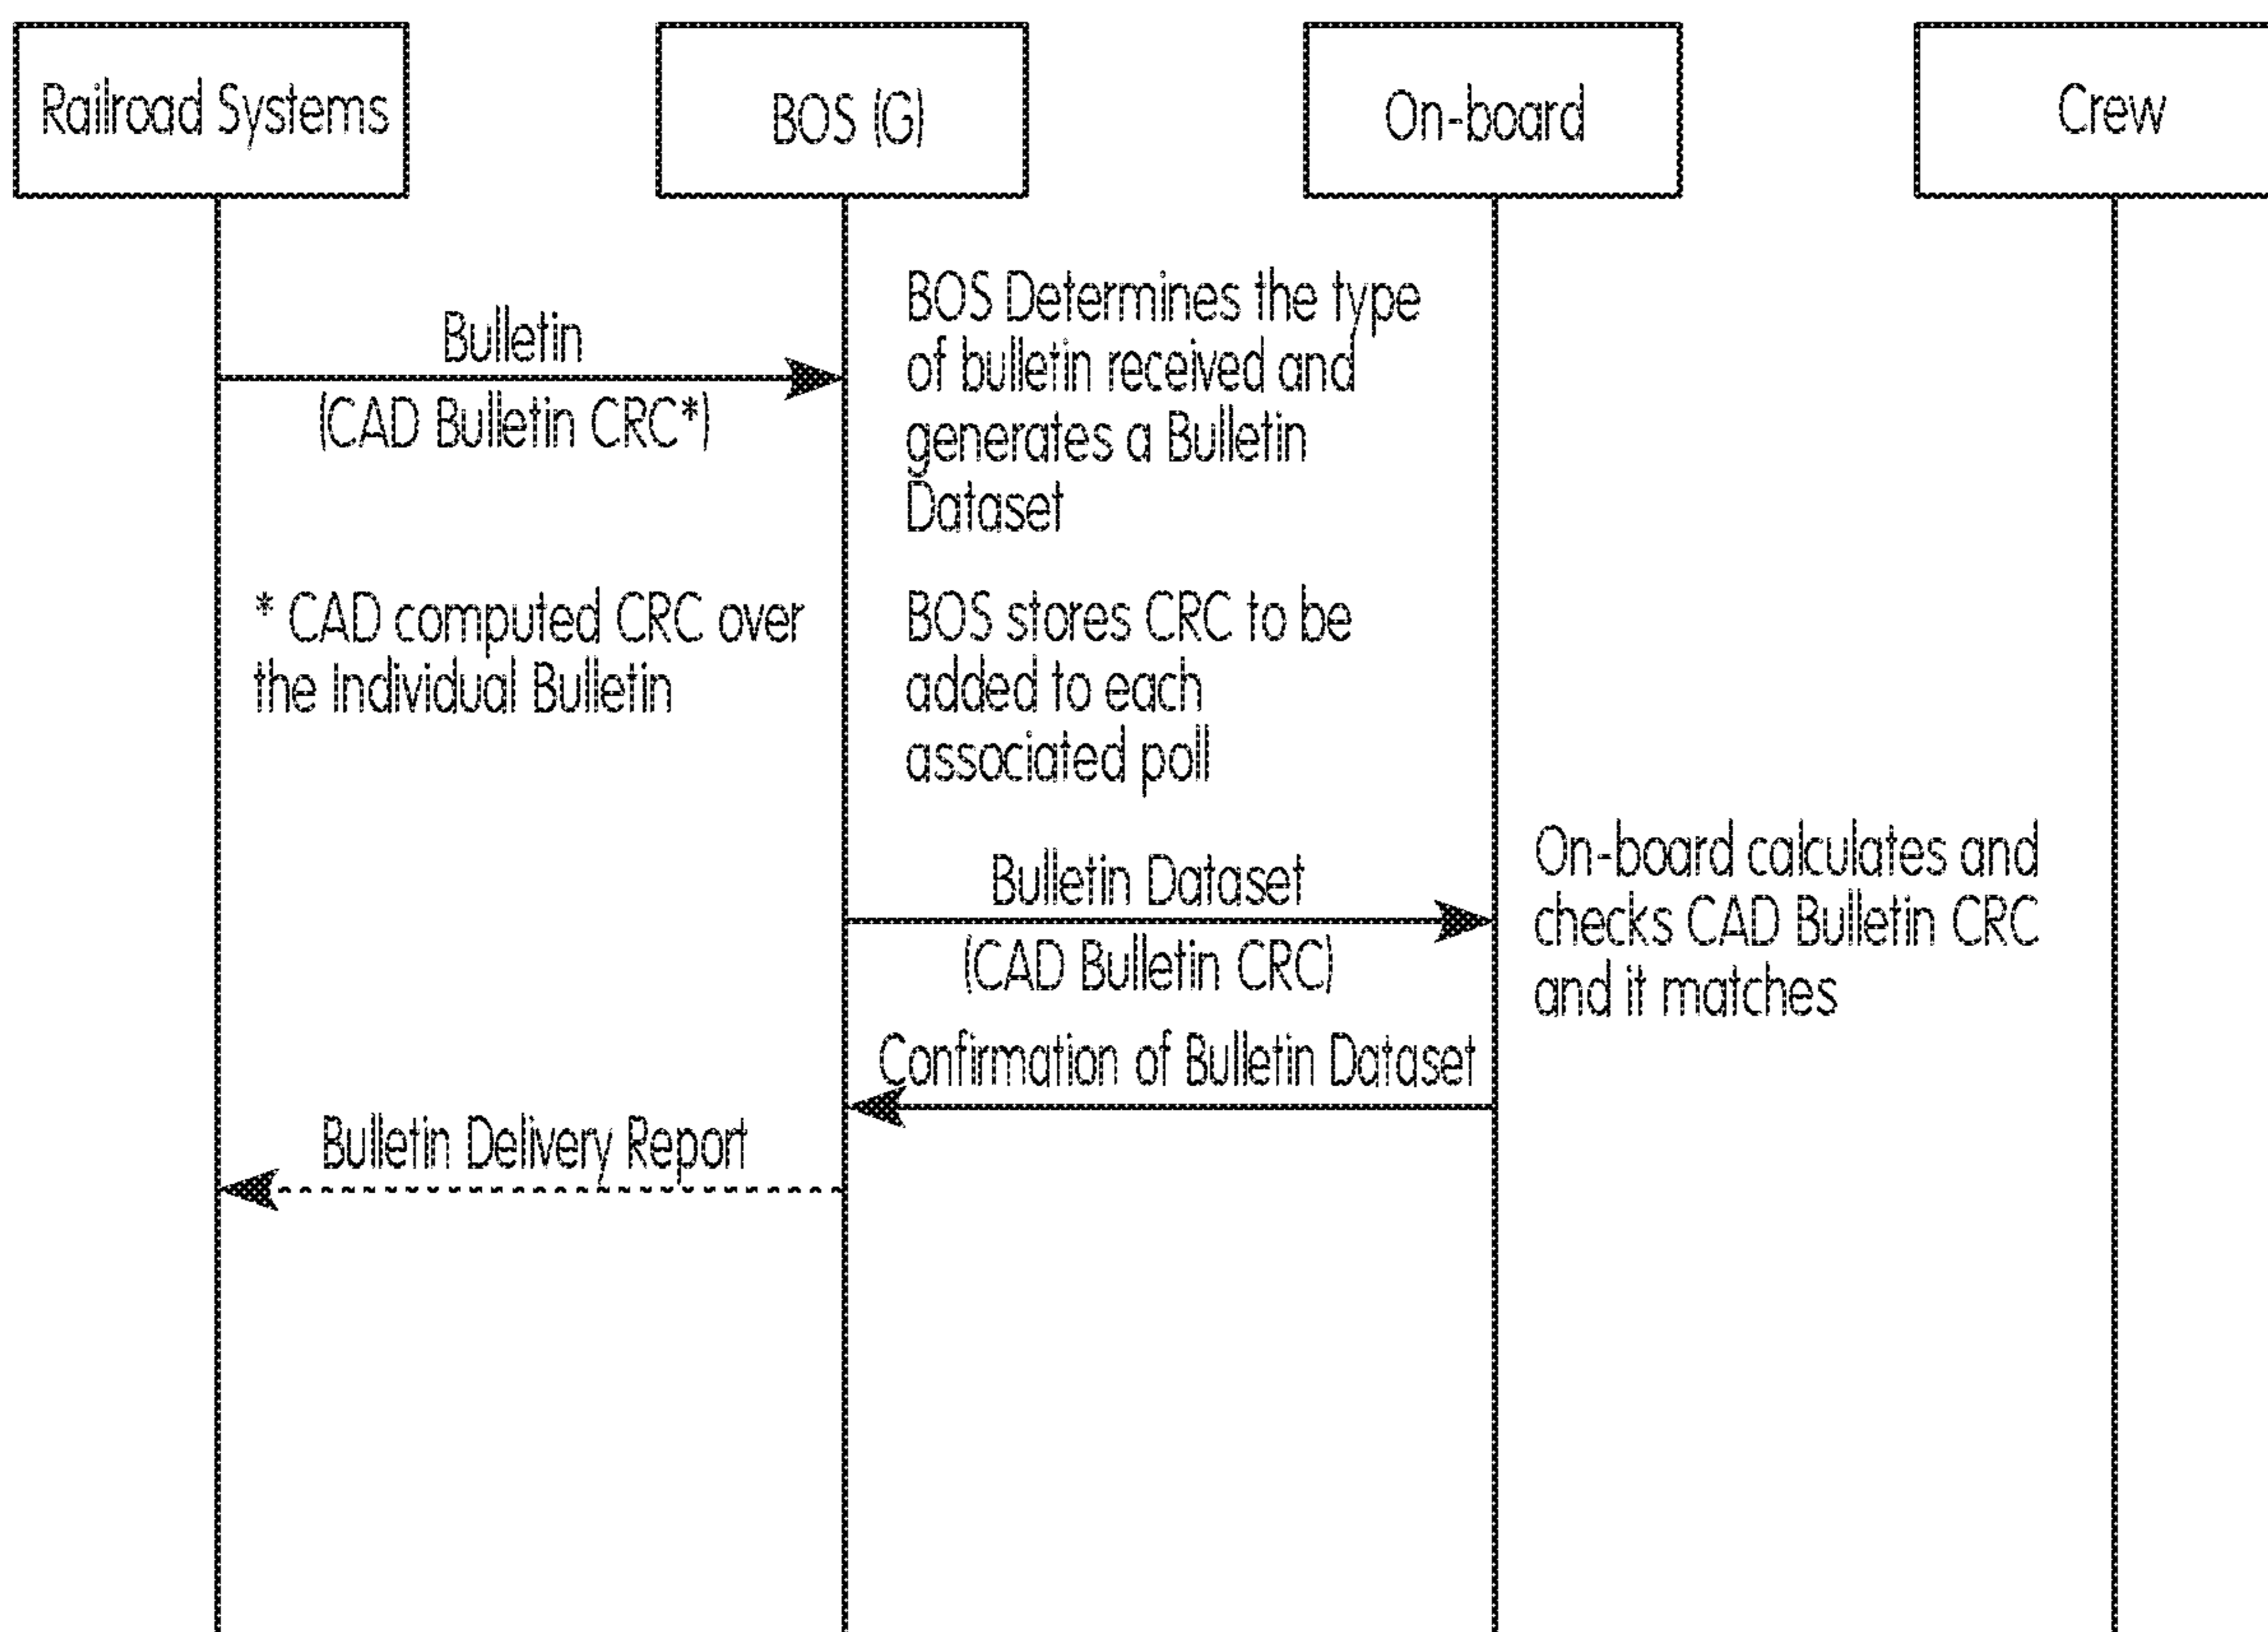 Railroad Systems
BOS (G)
On-board
Crew
Bulletin
(CAD Bulletin CRC*)
BOS Determines the type
of bulletin received and
generates a Bulletin
Dataset
* CAD computed CRC over
the Individual Bulletin
BOS stores CRC to be
added to each
associated poll
Bulletin Dataset
(CAD Bulletin CRC)
On-board calculates and
checks CAD Bulletin CRC
and it matches
Confirmation of Bulletin Dataset
Bulletin Delivery Report